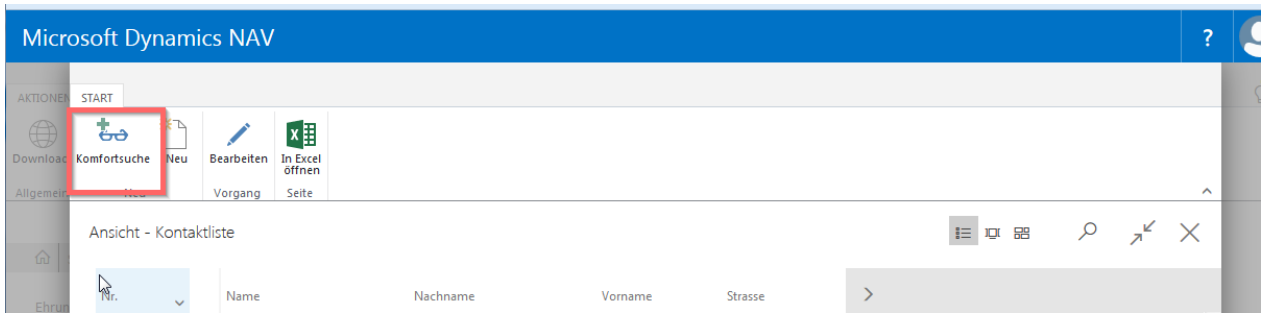 Microsoft Dynamics NAV
?
AKTIONEN START
Download Komfortsuche Neu Bearbeiten In Excel
öffnen
Allgemein Neu Vorgang Seite
Ansicht - Kontaktliste
Nr. Name Nachname Vorname Strasse
Ehrun